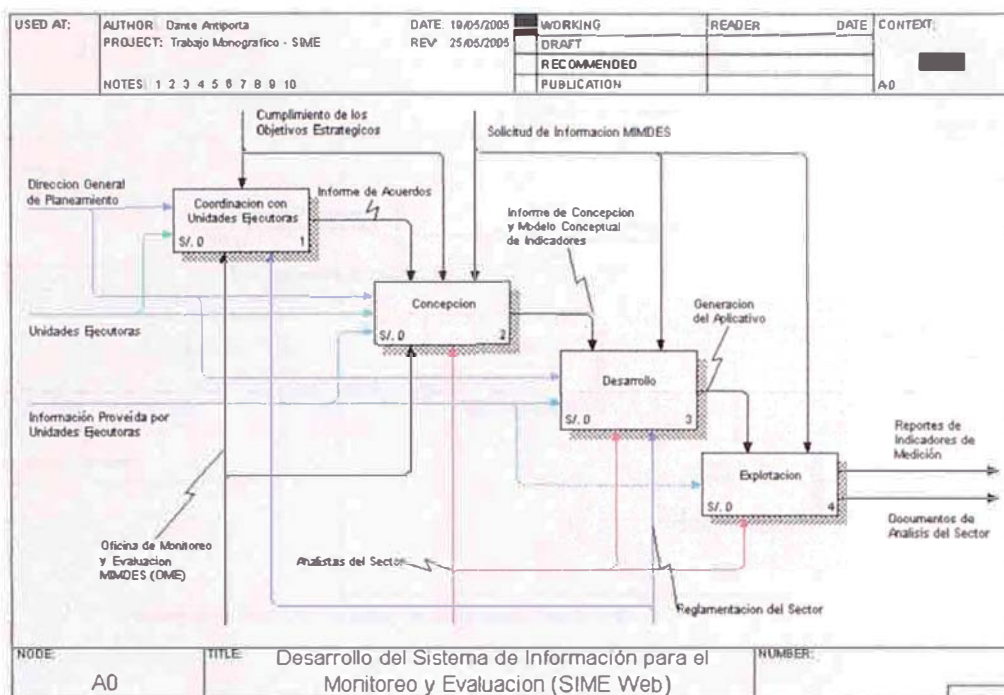 USED AT:
AUTHOR: Dante Antiporta
DATE: 19/05/2005
PROJECT: Trabajo Monografico - SIME
REV: 25/05/2005
NOTES: 1 2 3 4 5 6 7 8 9 10
WORKING
DRAFT
RECOMMENDED
PUBLICATION
READER
DATE
CONTEXT:
A-0
Cumplimiento de los
Objetivos Estrategicos
Solicitud de Informacion MIMDES
Direccion General
de Planeamiento
Coordinacion con
Unidades Ejecutoras
S/. 0
1
Informe de Acuerdos
Informe de Concepcion
y Modelo Conceptual
de Indicadores
Unidades Ejecutoras
Concepcion
S/. 0
2
Generacion
del Aplicativo
Desarrollo
S/. 0
3
Información Proveída por
Unidades Ejecutoras
Reportes de
Indicadores de
Medición
Explotacion
S/. 0
4
Documentos de
Analisis del Sector
Oficina de Monitoreo
y Evaluacion
MIMDES (OME)
Analistas del Sector
Reglamentacion del Sector
NODE:
A0
TITLE:
Desarrollo del Sistema de Información para el
Monitoreo y Evaluacion (SIME Web)
NUMBER: